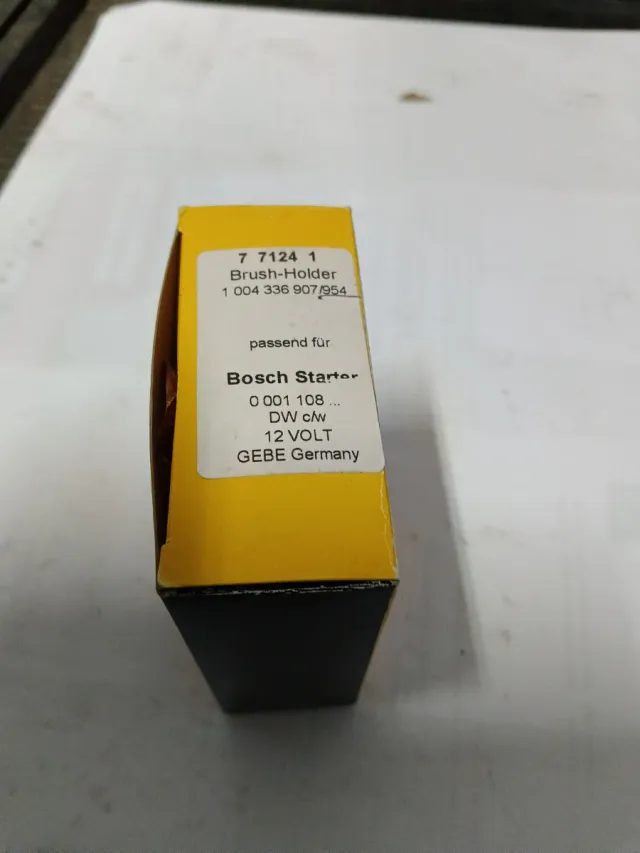 7 7124 1
Brush-Holder
1 004 336 907/954
passend für
Bosch Starter
0 001 108 ...
DW c/w
12 VOLT
GEBE Germany